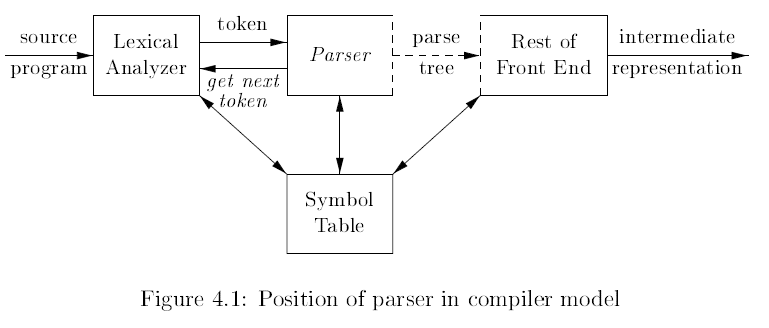 source
program
Lexical
Analyzer
token
get next
token
Parser
parse
tree
Rest of
Front End
intermediate
representation
Symbol
Table
Figure 4.1: Position of parser in compiler model